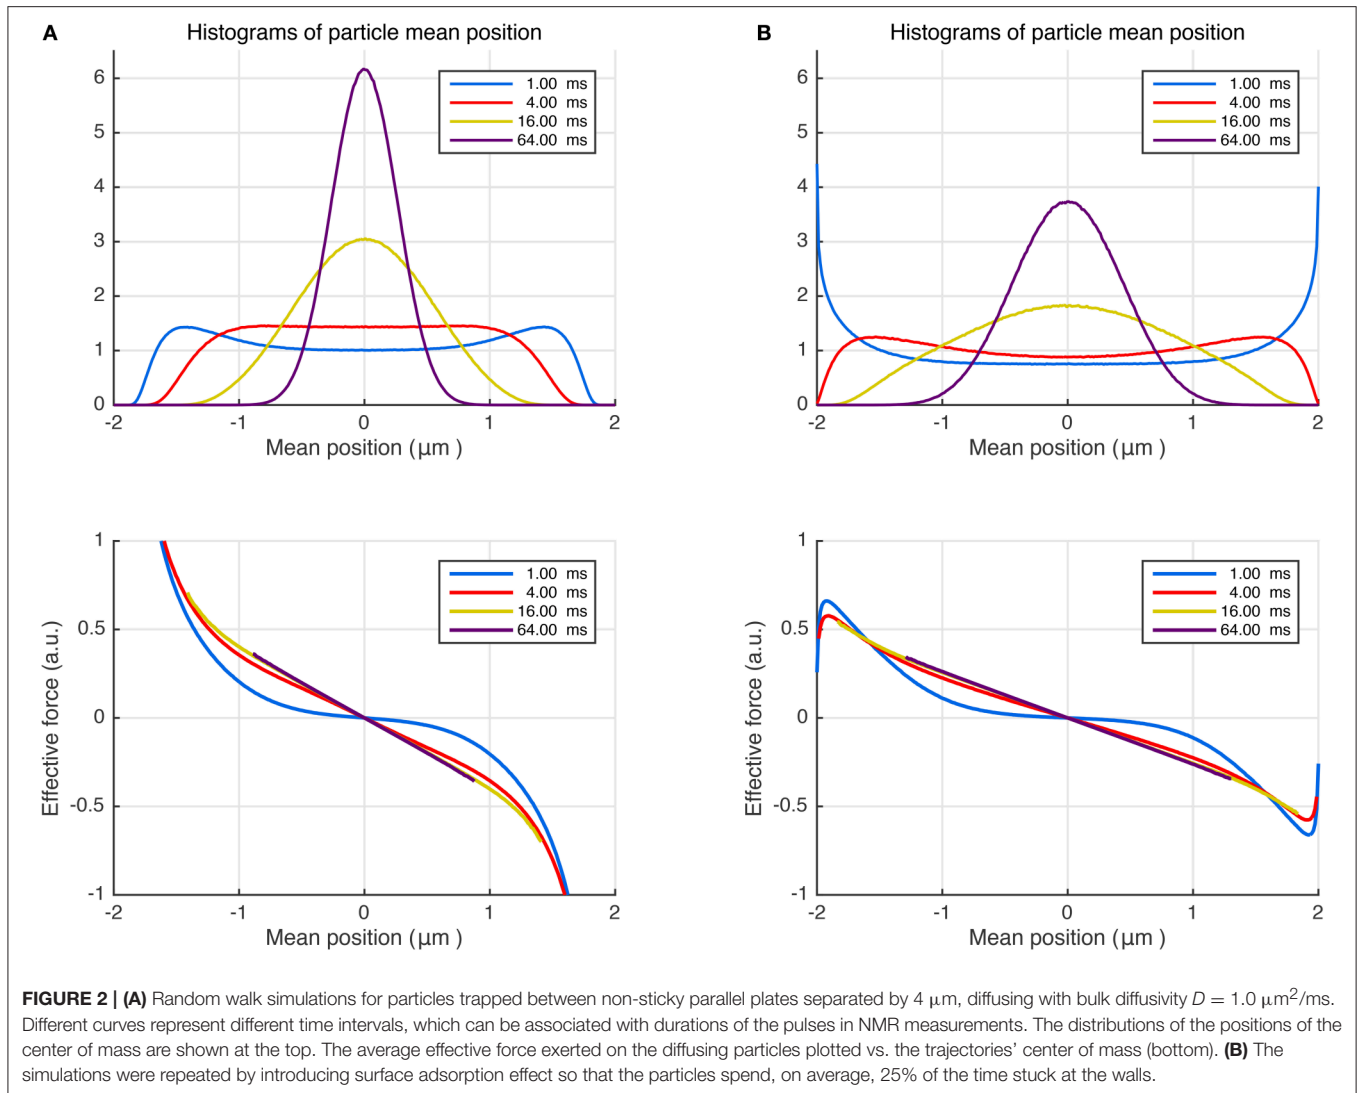 A
Histograms of particle mean position
6
5
4
3
2
1
0
1.00 ms
4.00 ms
16.00 ms
64.00 ms
-2
-1
0
1
2
Mean position (µm )
B
Histograms of particle mean position
6
5
4
3
2
1
0
1.00 ms
4.00 ms
16.00 ms
64.00 ms
-2
-1
0
1
2
Mean position (µm )
Effective force (a.u.)
1
0.5
0
-0.5
-1
1.00 ms
4.00 ms
16.00 ms
64.00 ms
-2
-1
0
1
2
Mean position (µm )
Effective force (a.u.)
1
0.5
0
-0.5
-1
1.00 ms
4.00 ms
16.00 ms
64.00 ms
-2
-1
0
1
2
Mean position (µm )
FIGURE 2 | (A) Random walk simulations for particles trapped between non-sticky parallel plates separated by 4 µm, diffusing with bulk diffusivity D = 1.0 µm²/ms.
Different curves represent different time intervals, which can be associated with durations of the pulses in NMR measurements. The distributions of the positions of the
center of mass are shown at the top. The average effective force exerted on the diffusing particles plotted vs. the trajectories' center of mass (bottom). (B) The
simulations were repeated by introducing surface adsorption effect so that the particles spend, on average, 25% of the time stuck at the walls.